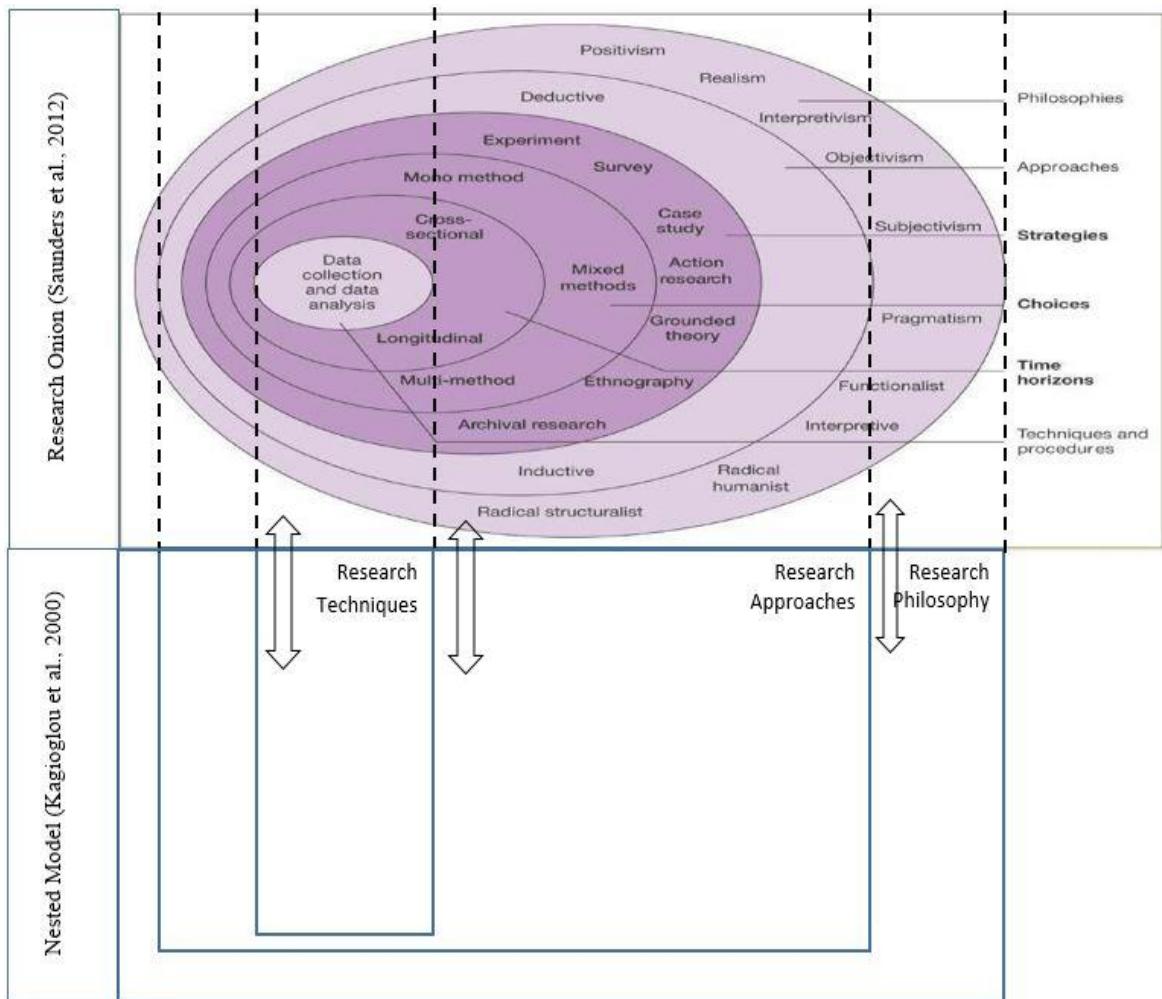 Research Onion (Saunders et al., 2012)
Positivism
Realism
Deductive
Philosophies
Interpretivism
Experiment
Objectivism
Survey
Approaches
Mono method
Cross-
sectional
Case
study
Subjectivism
Strategies
Data
collection
and data
analysis
Mixed
methods
Action
research
Choices
Grounded
theory
Pragmatism
Longitudinal
Time
horizons
Multi-method
Ethnography
Functionalist
Archival research
Interpretive
Techniques and
procedures
Inductive
Radical
humanist
Radical structuralist
Nested Model (Kagioglou et al., 2000)
Research
Techniques
Research
Approaches
Research
Philosophy